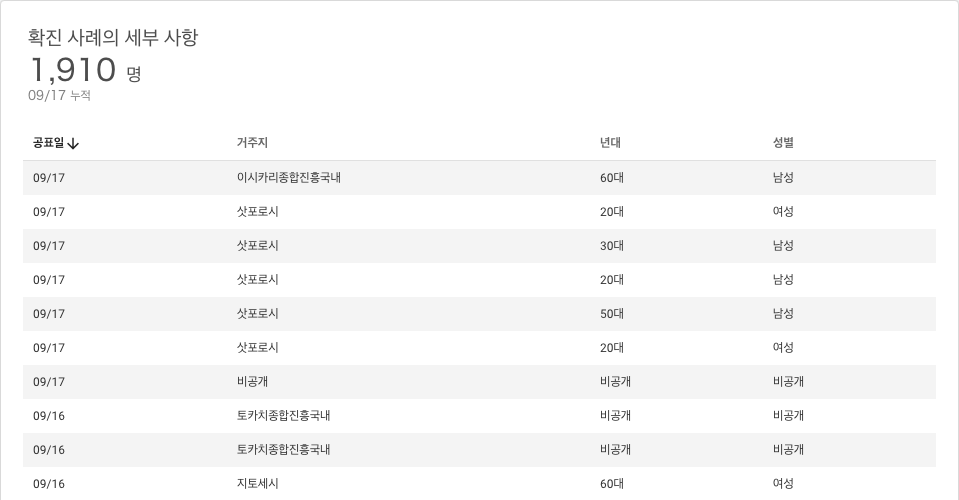 확진 사례의 세부 사항
1,910 명
09/17 누적
공표일↓ 거주지 년대 성별
09/17 이시카리종합진흥국내 60대 남성
09/17 삿포로시 20대 여성
09/17 삿포로시 30대 남성
09/17 삿포로시 20대 남성
09/17 삿포로시 50대 남성
09/17 삿포로시 20대 여성
09/17 비공개 비공개 비공개
09/16 토카치종합진흥국내 비공개 비공개
09/16 토카치종합진흥국내 비공개 비공개
09/16 지토세시 60대 여성